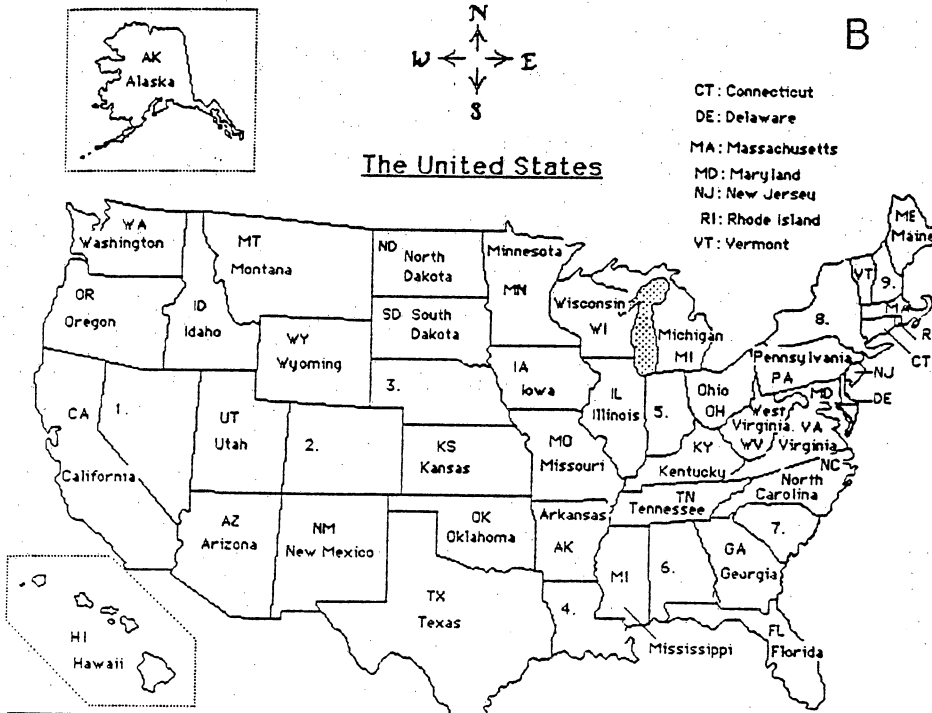 N
B
AK
Alaska
W E
S
CT: Connecticut
DE: Delaware
MA: Massachusetts
MD: Maryland
NJ: New Jersey
RI: Rhode Island
VT: Vermont
The United States
WA
Washington
MT
Montana
ND
North
Dakota
Minnesota
MN
ME
Maine
VT
9.
OR
Oregon
ID
Idaho
SD South
Dakota
Wisconsin
WI
Michigan
MI
MA
R
CT
8.
WY
Wyoming
3.
IA
Iowa
Pennsylvania
PA
NJ
DE
MD
CA
California
1.
UT
Utah
2.
KS
Kansas
MO
Missouri
IL
Illinois
5.
Ohio
OH
West
Virginia
WV
VA
Virginia
KY
Kentucky
NC
North
Carolina
TN
Tennessee
AZ
Arizona
NM
New Mexico
OK
Oklahoma
Arkansas
AK
7.
MI
6.
GA
Georgia
TX
Texas
4.
Mississippi
FL
Florida
HI
Hawaii